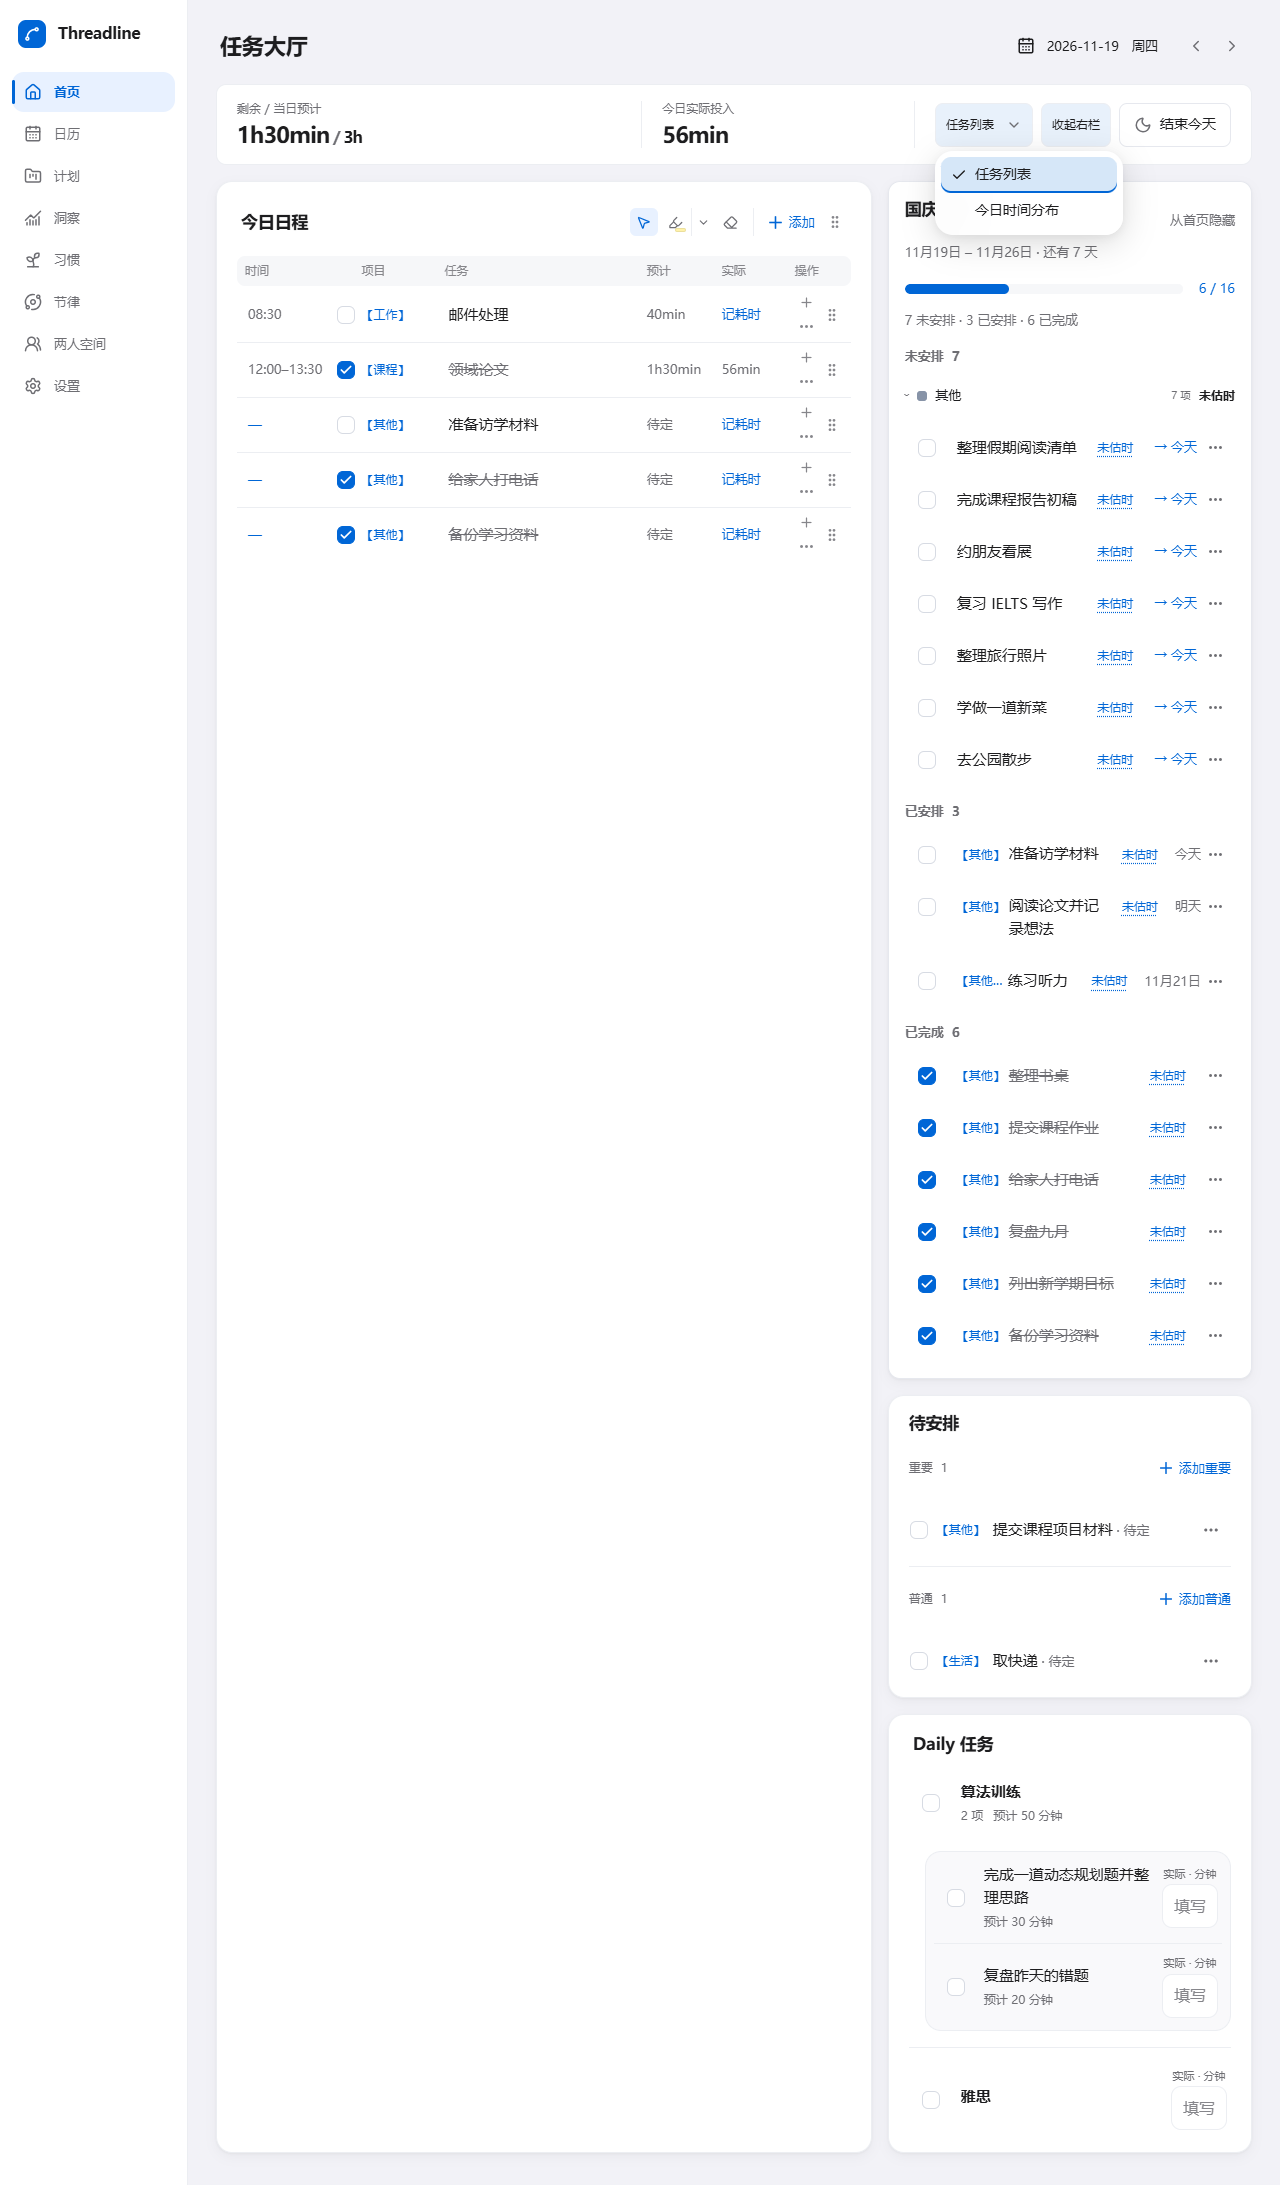 Threadline
首页
日历
计划
洞察
习惯
节律
两人空间
设置
任务大厅
2026-11-19 周四
剩余 / 当日预计
1h30min / 3h
今日实际投入
56min
任务列表
收起右栏
结束今天
任务列表
今日时间分布
今日日程
添加
时间 项目 任务 预计 实际 操作
08:30 【工作】 邮件处理 40min 记耗时
12:00–13:30 【课程】 领域论文 1h30min 56min
— 【其他】 准备访学材料 待定 记耗时
— 【其他】 给家人打电话 待定 记耗时
— 【其他】 备份学习资料 待定 记耗时
国庆
从首页隐藏
11月19日 – 11月26日 · 还有 7 天
6 / 16
7 未安排 · 3 已安排 · 6 已完成
未安排 7
其他 7 项 未估时
整理假期阅读清单 未估时 → 今天
完成课程报告初稿 未估时 → 今天
约朋友看展 未估时 → 今天
复习 IELTS 写作 未估时 → 今天
整理旅行照片 未估时 → 今天
学做一道新菜 未估时 → 今天
去公园散步 未估时 → 今天
已安排 3
【其他】 准备访学材料 未估时 今天
【其他】 阅读论文并记 未估时 明天
录想法
【其他... 练习听力 未估时 11月21日
已完成 6
【其他】 整理书桌 未估时
【其他】 提交课程作业 未估时
【其他】 给家人打电话 未估时
【其他】 复盘九月 未估时
【其他】 列出新学期目标 未估时
【其他】 备份学习资料 未估时
待安排
重要 1 添加重要
【其他】 提交课程项目材料 · 待定
普通 1 添加普通
【生活】 取快递 · 待定
Daily 任务
算法训练
2 项 预计 50 分钟
完成一道动态规划题并整
理思路
预计 30 分钟
实际 · 分钟
填写
复盘昨天的错题
预计 20 分钟
实际 · 分钟
填写
雅思
实际 · 分钟
填写